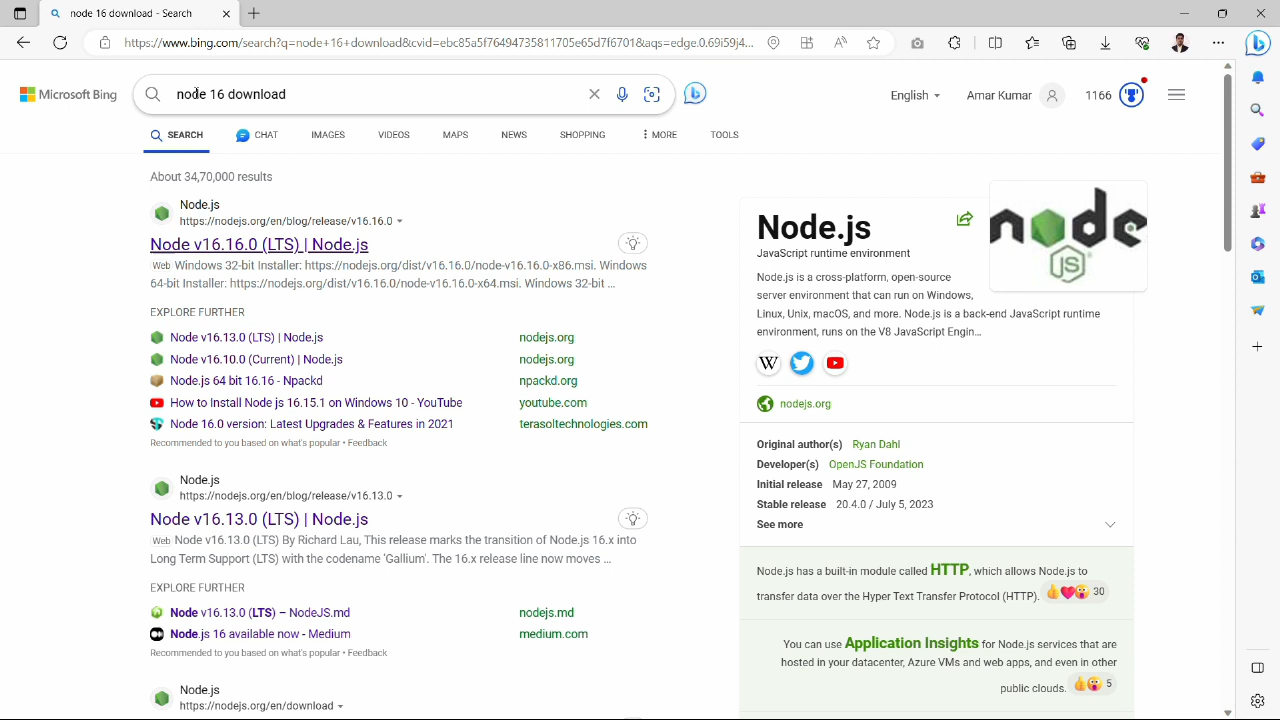 node 16 download - Search
https://www.bing.com/search?q=node+16+download&cvid=ebc85a5f76494735811705e65d7f6701&aqs=edge.0.69i59j4...
Microsoft Bing
node 16 download
English
Amar Kumar
1166
SEARCH
CHAT
IMAGES
VIDEOS
MAPS
NEWS
SHOPPING
MORE
TOOLS
About 34,70,000 results
Node.js
https://nodejs.org/en/blog/release/v16.16.0
Node v16.16.0 (LTS) | Node.js
Web Windows 32-bit Installer: https://nodejs.org/dist/v16.16.0/node-v16.16.0-x86.msi. Windows
64-bit Installer: https://nodejs.org/dist/v16.16.0/node-v16.16.0-x64.msi. Windows 32-bit ...
EXPLORE FURTHER
Node v16.13.0 (LTS) | Node.js nodejs.org
Node v16.10.0 (Current) | Node.js nodejs.org
Node.js 64 bit 16.16 - Npackd npackd.org
How to Install Node js 16.15.1 on Windows 10 - YouTube youtube.com
Node 16.0 version: Latest Upgrades & Features in 2021 terasoltechnologies.com
Recommended to you based on what's popular • Feedback
Node.js
https://nodejs.org/en/blog/release/v16.13.0
Node v16.13.0 (LTS) | Node.js
Web Node v16.13.0 (LTS) By Richard Lau, This release marks the transition of Node.js 16.x into
Long Term Support (LTS) with the codename 'Gallium'. The 16.x release line now moves ...
EXPLORE FURTHER
Node v16.13.0 (LTS) – NodeJS.md nodejs.md
Node.js 16 available now - Medium medium.com
Recommended to you based on what's popular • Feedback
Node.js
https://nodejs.org/en/download
Node.js
JavaScript runtime environment
node
JS
Node.js is a cross-platform, open-source
server environment that can run on Windows,
Linux, Unix, macOS, and more. Node.js is a back-end JavaScript runtime
environment, runs on the V8 JavaScript Engin...
W
nodejs.org
Original author(s) Ryan Dahl
Developer(s) OpenJS Foundation
Initial release May 27, 2009
Stable release 20.4.0 / July 5, 2023
See more
Node.js has a built-in module called HTTP, which allows Node.js to
transfer data over the Hyper Text Transfer Protocol (HTTP). 30
You can use Application Insights for Node.js services that are
hosted in your datacenter, Azure VMs and web apps, and even in other
public clouds. 5